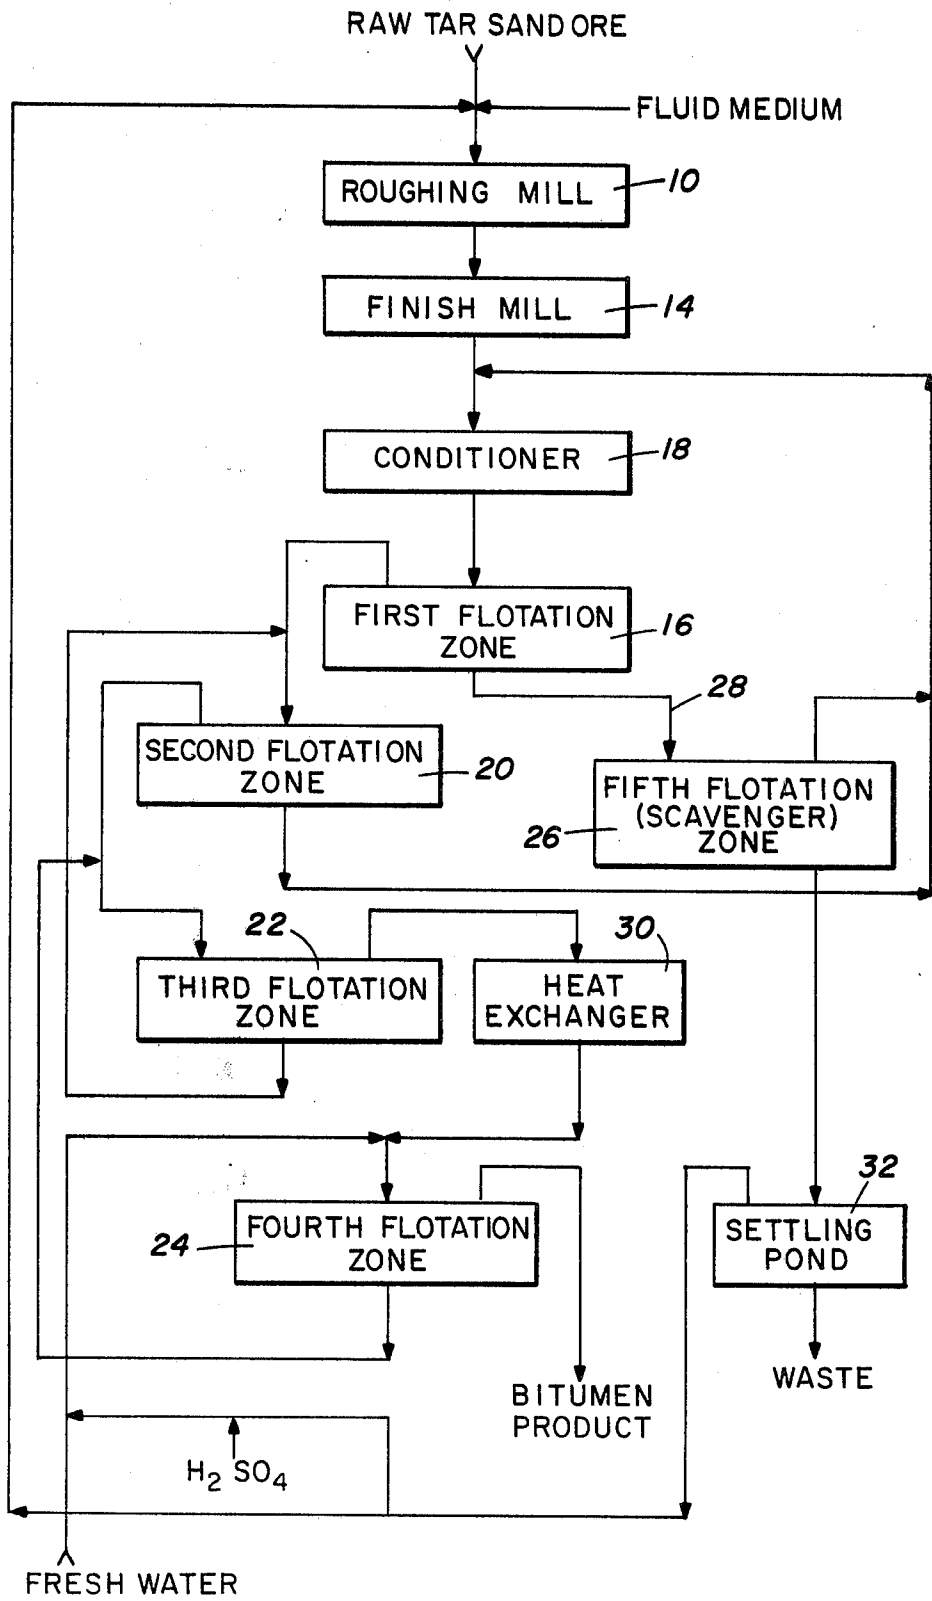 RAW TAR SAND ORE
FLUID MEDIUM
ROUGHING MILL
10
FINISH MILL
14
CONDITIONER
18
FIRST FLOTATION
ZONE
16
28
SECOND FLOTATION
ZONE
20
FIFTH FLOTATION
(SCAVENGER)
ZONE
26
22
THIRD FLOTATION
ZONE
30
HEAT
EXCHANGER
32
FOURTH FLOTATION
ZONE
24
SETTLING
POND
BITUMEN
PRODUCT
WASTE
H2 SO4
FRESH WATER